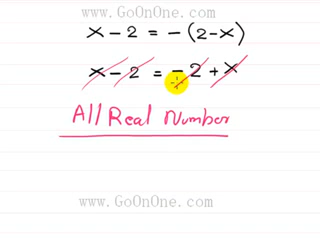 www.GoOnOne.com
x - 2 = - (2 - x)
x - 2 = - 2 + x
All Real Number
www.GoOnOne.com